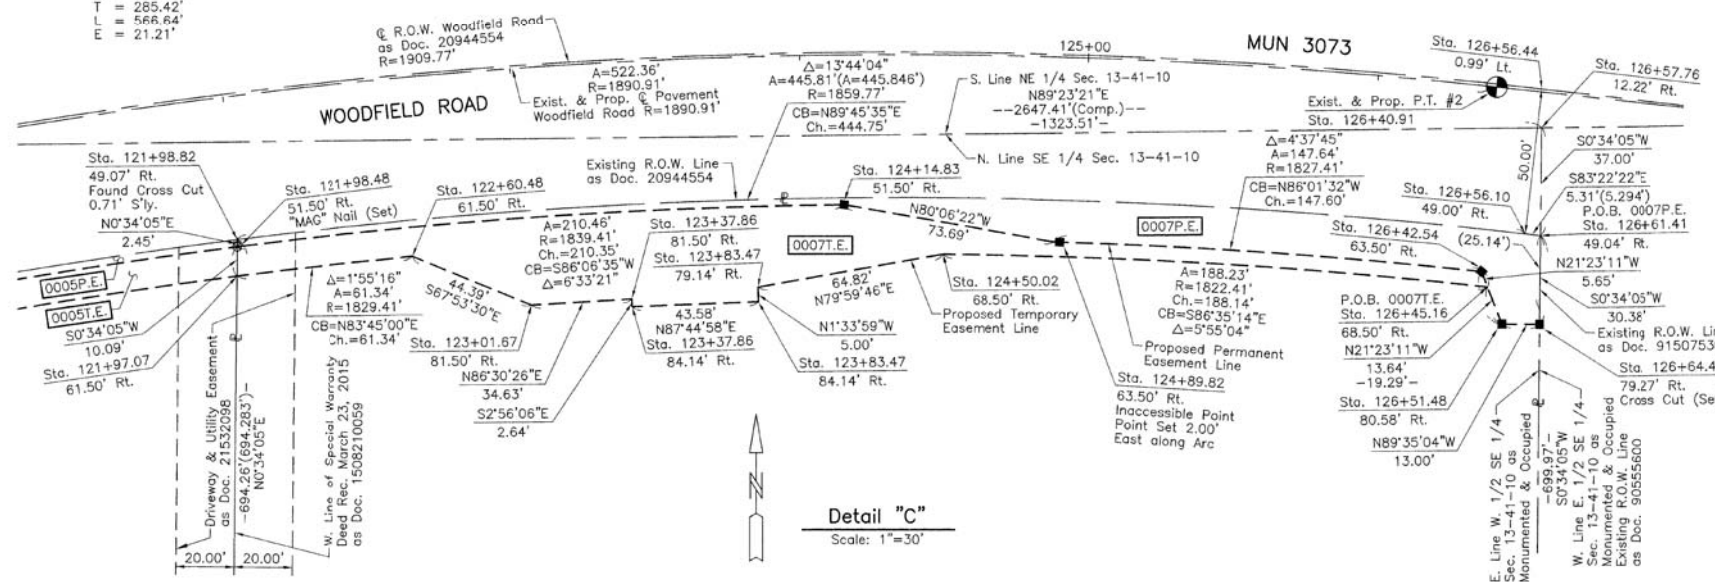 T = 285.42'
L = 566.64'
E = 21.21'
℄ R.O.W. Woodfield Road
as Doc. 20944554
R=1909.77'
WOODFIELD ROAD
A=522.36'
R=1890.91'
Exist. & Prop. ℄ Pavement
Woodfield Road R=1890.91'
Δ=13°44'04"
A=445.81'(A=445.846')
R=1859.77'
CB=N89°45'35"E
Ch.=444.75'
125+00
S. Line NE 1/4 Sec. 13-41-10
N89°23'21"E
--2647.41'(Comp.)--
-1323.51'-
N. Line SE 1/4 Sec. 13-41-10
MUN 3073
Sta. 126+56.44
0.99' Lt.
Exist. & Prop. P.T. #2
Sta. 126+40.91
Sta. 126+57.76
12.22' Rt.
Sta. 121+98.82
49.07' Rt.
Found Cross Cut
0.71' S'ly.
N0°34'05"E
2.45'
Sta. 121+98.48
51.50' Rt.
"MAG" Nail (Set)
Sta. 122+60.48
61.50' Rt.
Existing R.O.W. Line
as Doc. 20944554
Sta. 124+14.83
51.50' Rt.
℄
N80°06'22"W
73.69'
0007P.E.
Δ=4°37'45"
A=147.64'
R=1827.41'
CB=N86°01'32"W
Ch.=147.60'
50.00'
S0°34'05"W
37.00'
S83°22'22"E
5.31'(5.294')
P.O.B. 0007P.E.
Sta. 126+61.41
49.04' Rt.
Sta. 126+56.10
49.00' Rt.
(25.14')
Sta. 126+42.54
63.50' Rt.
N21°23'11"W
5.65'
S0°34'05"W
30.38'
Existing R.O.W. Li
as Doc. 9150753
Sta. 126+64.4
79.27' Rt.
Cross Cut (Se
0005P.E.
0005T.E.
S0°34'05"W
10.09'
Sta. 121+97.07
61.50' Rt.
Δ=1°55'16"
A=61.34'
R=1829.41'
CB=N83°45'00"E
Ch.=61.34'
44.39'
S67°53'30"E
A=210.46'
R=1839.41'
Ch.=210.35'
CB=S86°06'35"W
Δ=6°33'21"
Sta. 123+37.86
81.50' Rt.
Sta. 123+83.47
79.14' Rt.
0007T.E.
64.82'
N79°59'46"E
Sta. 124+50.02
68.50' Rt.
Proposed Temporary
Easement Line
A=188.23'
R=1822.41'
Ch.=188.14'
CB=S86°35'14"E
Δ=5°55'04"
Proposed Permanent
Easement Line
P.O.B. 0007T.E.
Sta. 126+45.16
68.50' Rt.
N21°23'11"W
13.64'
-19.29'-
Sta. 126+51.48
80.58' Rt.
N89°35'04"W
13.00'
Sta. 123+01.67
81.50' Rt.
N86°30'26"E
34.63'
S2°56'06"E
2.64'
43.58'
N87°44'58"E
Sta. 123+37.86
84.14' Rt.
N1°33'59"W
5.00'
Sta. 123+83.47
84.14' Rt.
Sta. 124+89.82
63.50' Rt.
Inaccessible Point
Point Set 2.00'
East along Arc
℄
Driveway & Utility Easement
as Doc. 21532098
-694.26'(694.283')-
N0°34'05"E
W. Line of Special Warranty
Deed Rec. March 23, 2015
as Doc. 1508210059
20.00'
20.00'
N
Detail "C"
Scale: 1"=30'
℄
E. Line W. 1/2 SE 1/4
Sec. 13-41-10 as
Monumented & Occupied
-699.97'-
S0°34'05"W
W. Line E. 1/2 SE 1/4
Sec. 13-41-10 as
Monumented & Occupied
Existing R.O.W. Line
as Doc. 90555600